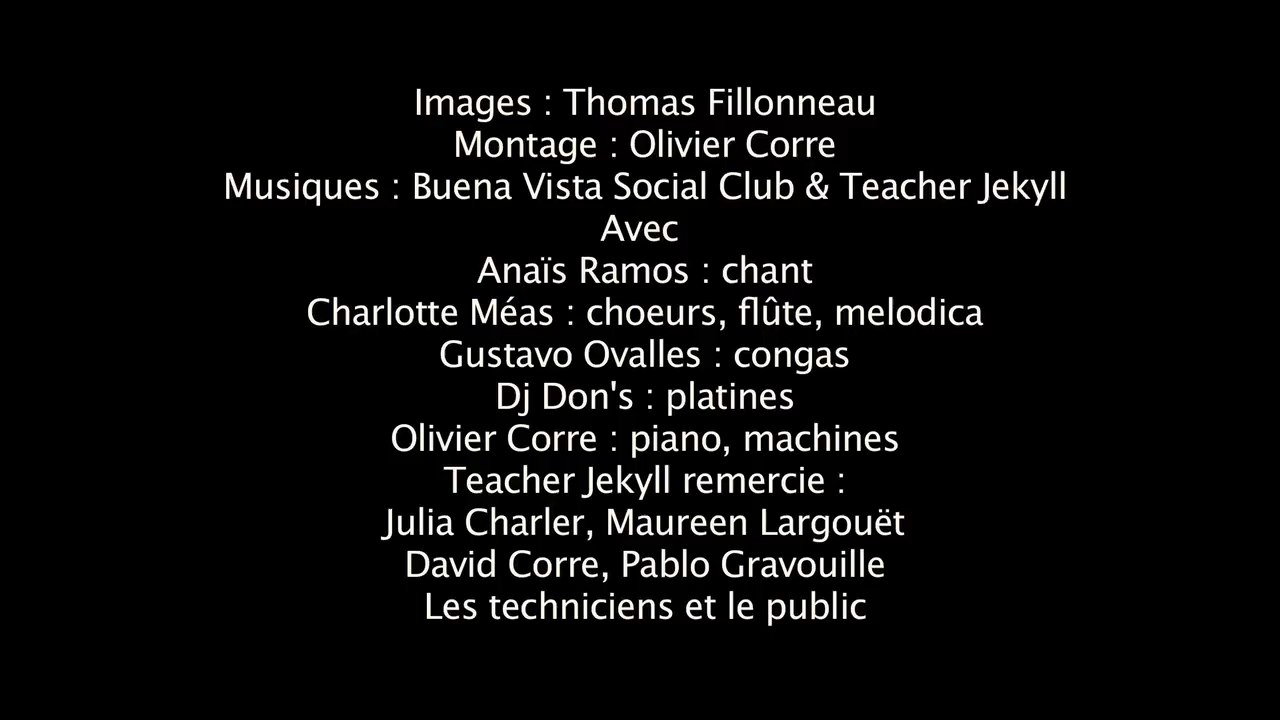 Images : Thomas Fillonneau
Montage : Olivier Corre
Musiques : Buena Vista Social Club & Teacher Jekyll
Avec
Anaïs Ramos : chant
Charlotte Méas : choeurs, flûte, melodica
Gustavo Ovalles : congas
Dj Don's : platines
Olivier Corre : piano, machines
Teacher Jekyll remercie :
Julia Charler, Maureen Largouët
David Corre, Pablo Gravouille
Les techniciens et le public